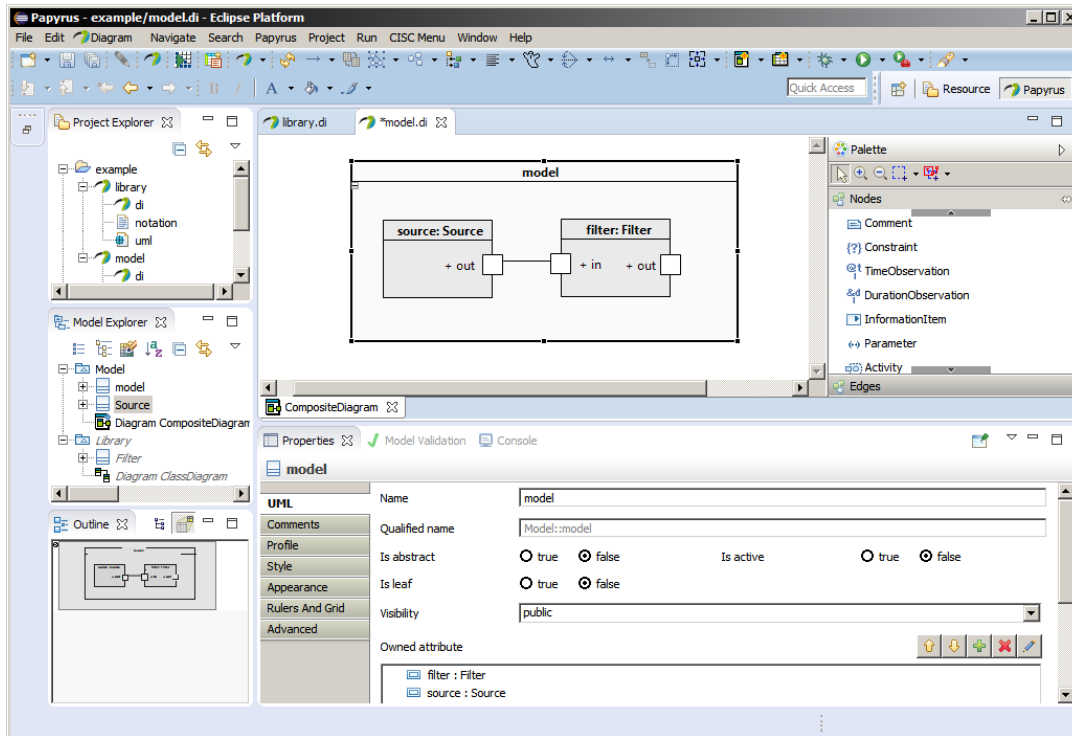 Papyrus - example/model.di - Eclipse Platform
File Edit Diagram Navigate Search Papyrus Project Run CISC Menu Window Help
Quick Access Resource Papyrus
Project Explorer
example
library
di
notation
uml
model
di
Model Explorer
Model
model
Source
Diagram CompositeDiagram
Library
Filter
Diagram ClassDiagram
Outline
library.di *model.di
model
source: Source
+ out
filter: Filter
+ in + out
CompositeDiagram
Palette
Nodes
Comment
{?} Constraint
TimeObservation
DurationObservation
InformationItem
Parameter
Activity
Edges
Properties Model Validation Console
model
UML
Comments
Profile
Style
Appearance
Rulers And Grid
Advanced
Name model
Qualified name Model::model
Is abstract true false Is active true false
Is leaf true false
Visibility public
Owned attribute
filter : Filter
source : Source